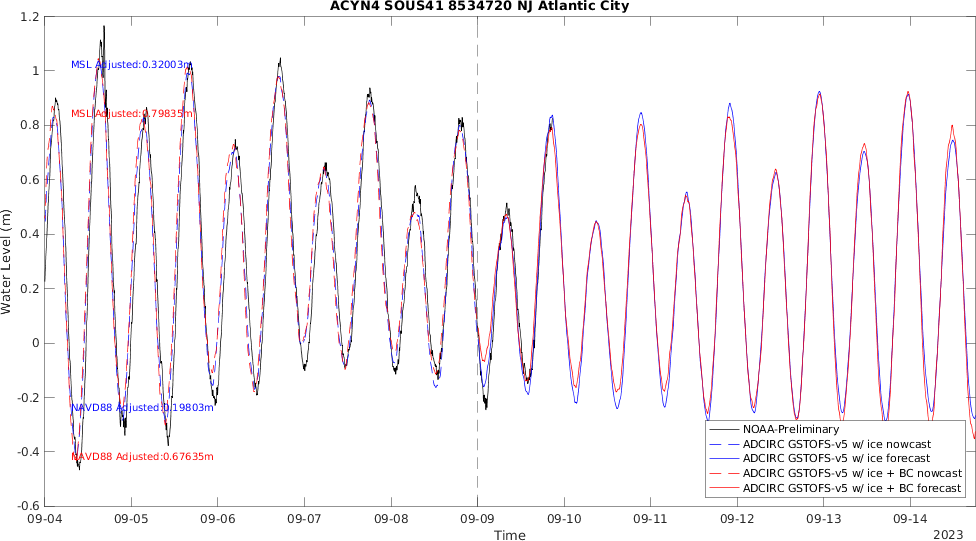 ACYN4 SOUS41 8534720 NJ Atlantic City
Water Level (m)
1.2
1
0.8
0.6
0.4
0.2
0
-0.2
-0.4
-0.6
MSL Adjusted:0.32003m
MSL Adjusted:0.79835m
NAVD88 Adjusted:0.19803m
NAVD88 Adjusted:0.67635m
NOAA-Preliminary
ADCIRC GSTOFS-v5 w/ ice nowcast
ADCIRC GSTOFS-v5 w/ ice forecast
ADCIRC GSTOFS-v5 w/ ice + BC nowcast
ADCIRC GSTOFS-v5 w/ ice + BC forecast
09-04 09-05 09-06 09-07 09-08 09-09 09-10 09-11 09-12 09-13 09-14
Time
2023